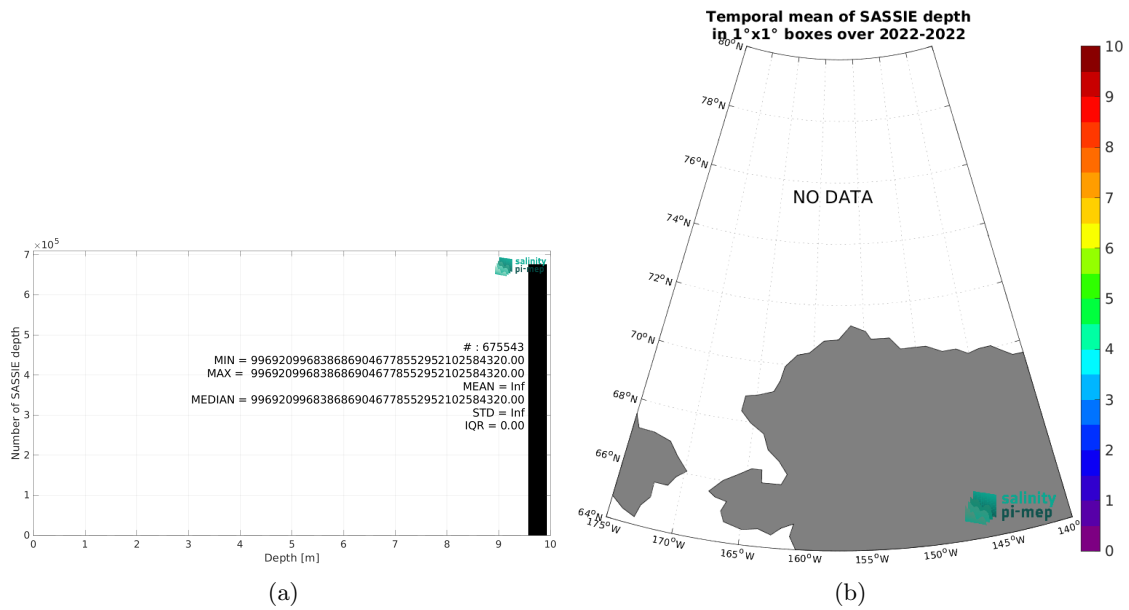 ×10⁵
7
6
5
4
3
2
1
0
Number of SASSIE depth
salinity
pi-mep
# : 675543
MIN = 9969209968386869046778552952102584320.00
MAX = 9969209968386869046778552952102584320.00
MEAN = Inf
MEDIAN = 9969209968386869046778552952102584320.00
STD = Inf
IQR = 0.00
0 1 2 3 4 5 6 7 8 9 10
Depth [m]
(a)
Temporal mean of SASSIE depth
in 1°x1° boxes over 2022-2022
80°N
78°N
76°N
74°N
72°N
70°N
68°N
66°N
64°N
NO DATA
175°W
170°W
165°W
160°W
155°W
150°W
145°W
140°
salinity
pi-mep
10
9
8
7
6
5
4
3
2
1
0
(b)